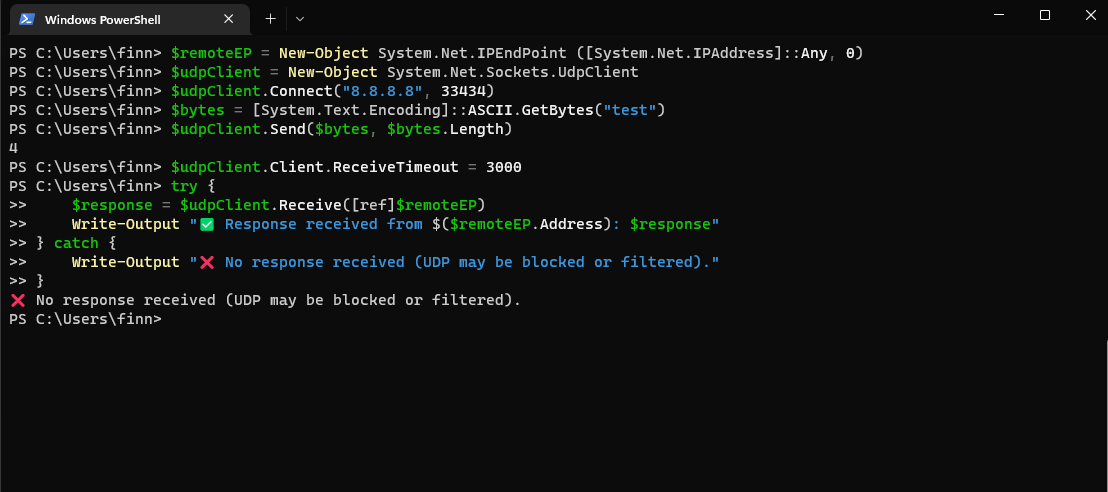 Windows PowerShell
PS C:\Users\finn> $remoteEP = New-Object System.Net.IPEndPoint ([System.Net.IPAddress]::Any, 0)
PS C:\Users\finn> $udpClient = New-Object System.Net.Sockets.UdpClient
PS C:\Users\finn> $udpClient.Connect("8.8.8.8", 33434)
PS C:\Users\finn> $bytes = [System.Text.Encoding]::ASCII.GetBytes("test")
PS C:\Users\finn> $udpClient.Send($bytes, $bytes.Length)
4
PS C:\Users\finn> $udpClient.Client.ReceiveTimeout = 3000
PS C:\Users\finn> try {
>>     $response = $udpClient.Receive([ref]$remoteEP)
>>     Write-Output "✅ Response received from $($remoteEP.Address): $response"
>> } catch {
>>     Write-Output "❌ No response received (UDP may be blocked or filtered)."
>> }
❌ No response received (UDP may be blocked or filtered).
PS C:\Users\finn>